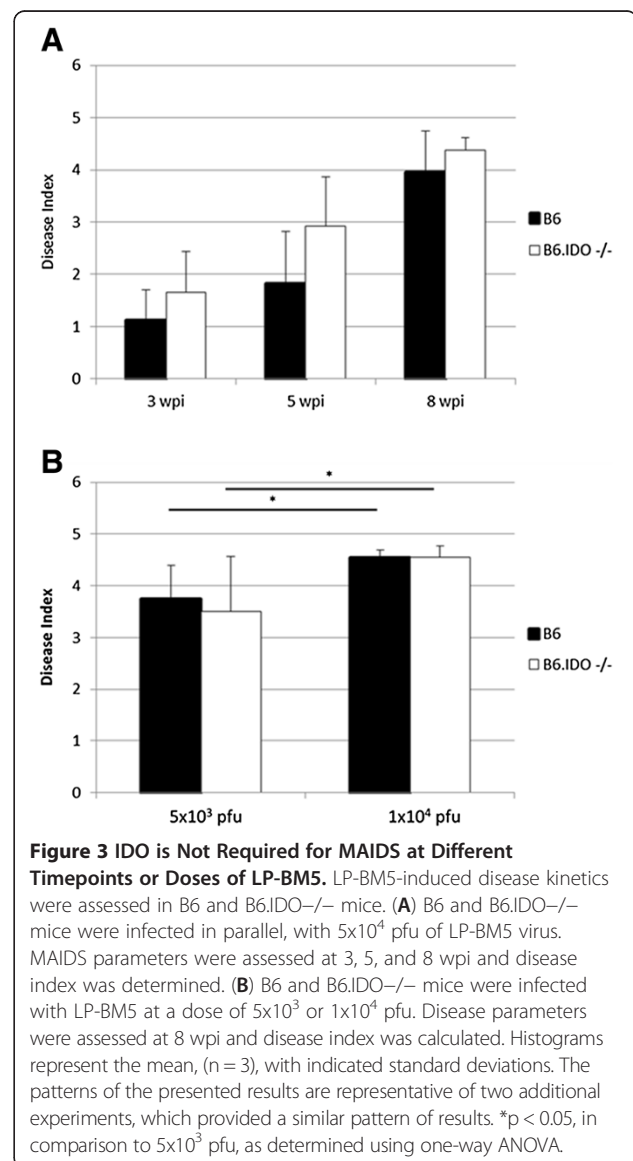 A
6
5
4
3
2
1
0
Disease Index
3 wpi
5 wpi
8 wpi
B6
B6.IDO -/-
B
6
5
4
3
2
1
0
Disease Index
*
*
5x10³ pfu
1x10⁴ pfu
B6
B6.IDO -/-
Figure 3 IDO is Not Required for MAIDS at Different
Timepoints or Doses of LP-BM5. LP-BM5-induced disease kinetics
were assessed in B6 and B6.IDO−/− mice. (A) B6 and B6.IDO−/−
mice were infected in parallel, with 5x10⁴ pfu of LP-BM5 virus.
MAIDS parameters were assessed at 3, 5, and 8 wpi and disease
index was determined. (B) B6 and B6.IDO−/− mice were infected
with LP-BM5 at a dose of 5x10³ or 1x10⁴ pfu. Disease parameters
were assessed at 8 wpi and disease index was calculated. Histograms
represent the mean, (n = 3), with indicated standard deviations. The
patterns of the presented results are representative of two additional
experiments, which provided a similar pattern of results. *p < 0.05, in
comparison to 5x10³ pfu, as determined using one-way ANOVA.